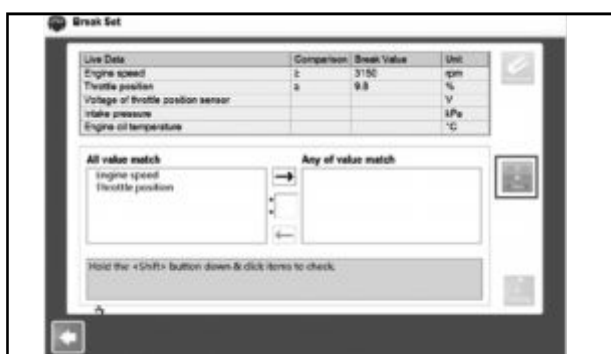 Break Set
Live Data Comparison Break Value Unit
Engine speed ≥ 3150 rpm
Throttle position ≥ 9.8 %
Voltage of throttle position sensor V
Intake pressure kPa
Engine oil temperature °C
All value match Any of value match
Engine speed
Throttle position
Hold the <Shift> button down & click items to check.